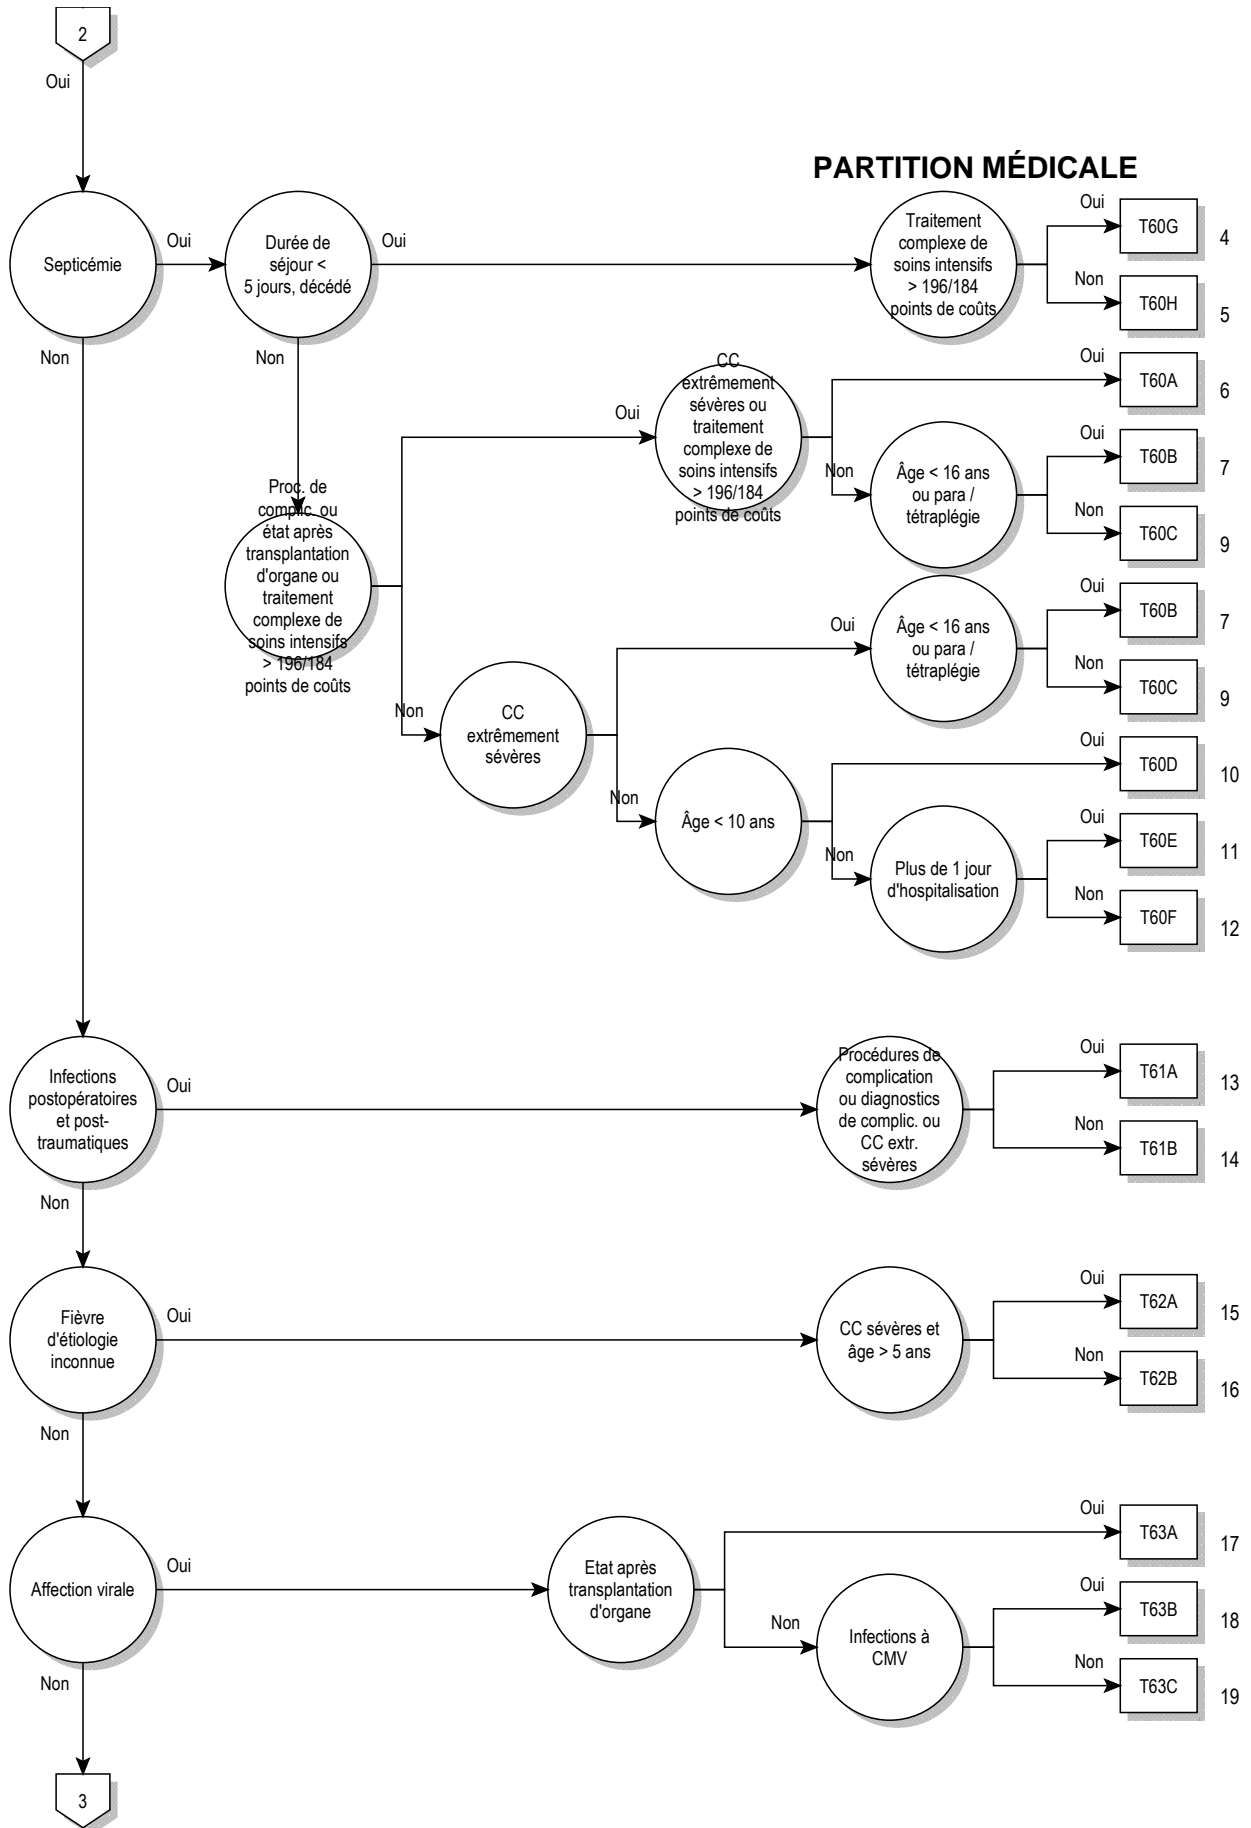 2
Oui
PARTITION MÉDICALE
Septicémie
Oui
Non
Durée de
séjour <
5 jours, décédé
Oui
Non
Traitement
complexe de
soins intensifs
> 196/184
points de coûts
Oui
T60G
4
Non
T60H
5
Proc. de
complic. ou
état après
transplantation
d'organe ou
traitement
complexe de
soins intensifs
> 196/184
points de coûts
Oui
CC
extrêmement
sévères ou
traitement
complexe de
soins intensifs
> 196/184
points de coûts
Oui
T60A
6
Non
Âge < 16 ans
ou para /
tétraplégie
Oui
T60B
7
Non
T60C
9
Non
CC
extrêmement
sévères
Oui
Âge < 16 ans
ou para /
tétraplégie
Oui
T60B
7
Non
T60C
9
Non
Âge < 10 ans
Oui
T60D
10
Non
Plus de 1 jour
d'hospitalisation
Oui
T60E
11
Non
T60F
12
Infections
postopératoires
et post-
traumatiques
Oui
Non
Procédures de
complication
ou diagnostics
de complic. ou
CC extr.
sévères
Oui
T61A
13
Non
T61B
14
Fièvre
d'étiologie
inconnue
Oui
Non
CC sévères et
âge > 5 ans
Oui
T62A
15
Non
T62B
16
Affection virale
Oui
Non
Etat après
transplantation
d'organe
Oui
T63A
17
Non
Infections à
CMV
Oui
T63B
18
Non
T63C
19
3